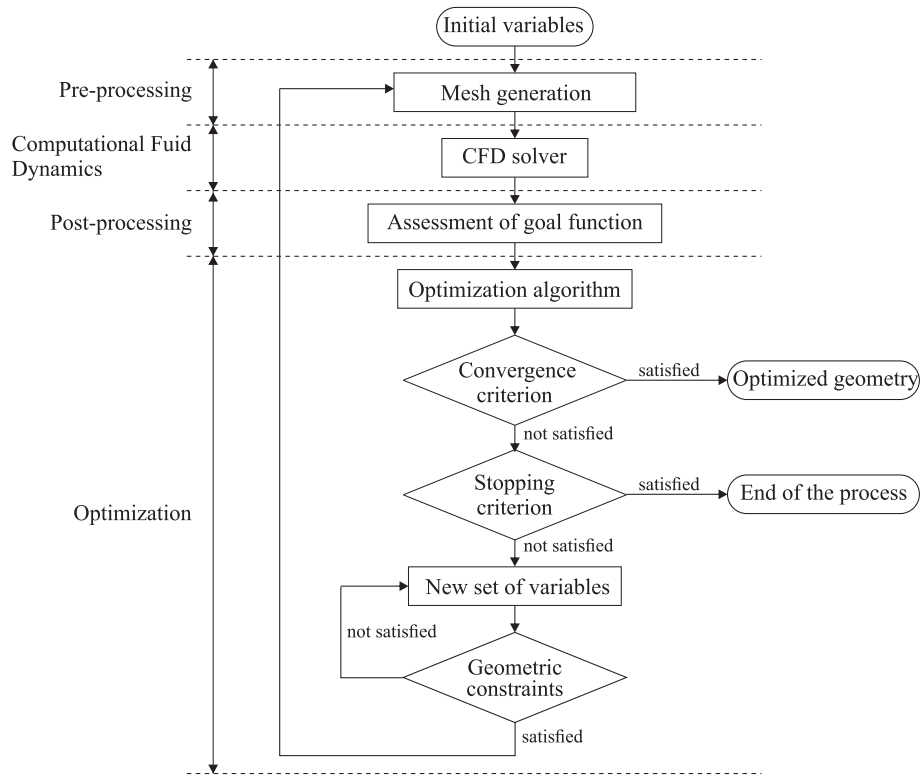 Initial variables
Pre-processing
Mesh generation
Computational Fuid
Dynamics
CFD solver
Post-processing
Assessment of goal function
Optimization algorithm
Convergence
criterion
satisfied
Optimized geometry
not satisfied
Stopping
criterion
satisfied
End of the process
Optimization
not satisfied
New set of variables
not satisfied
Geometric
constraints
satisfied